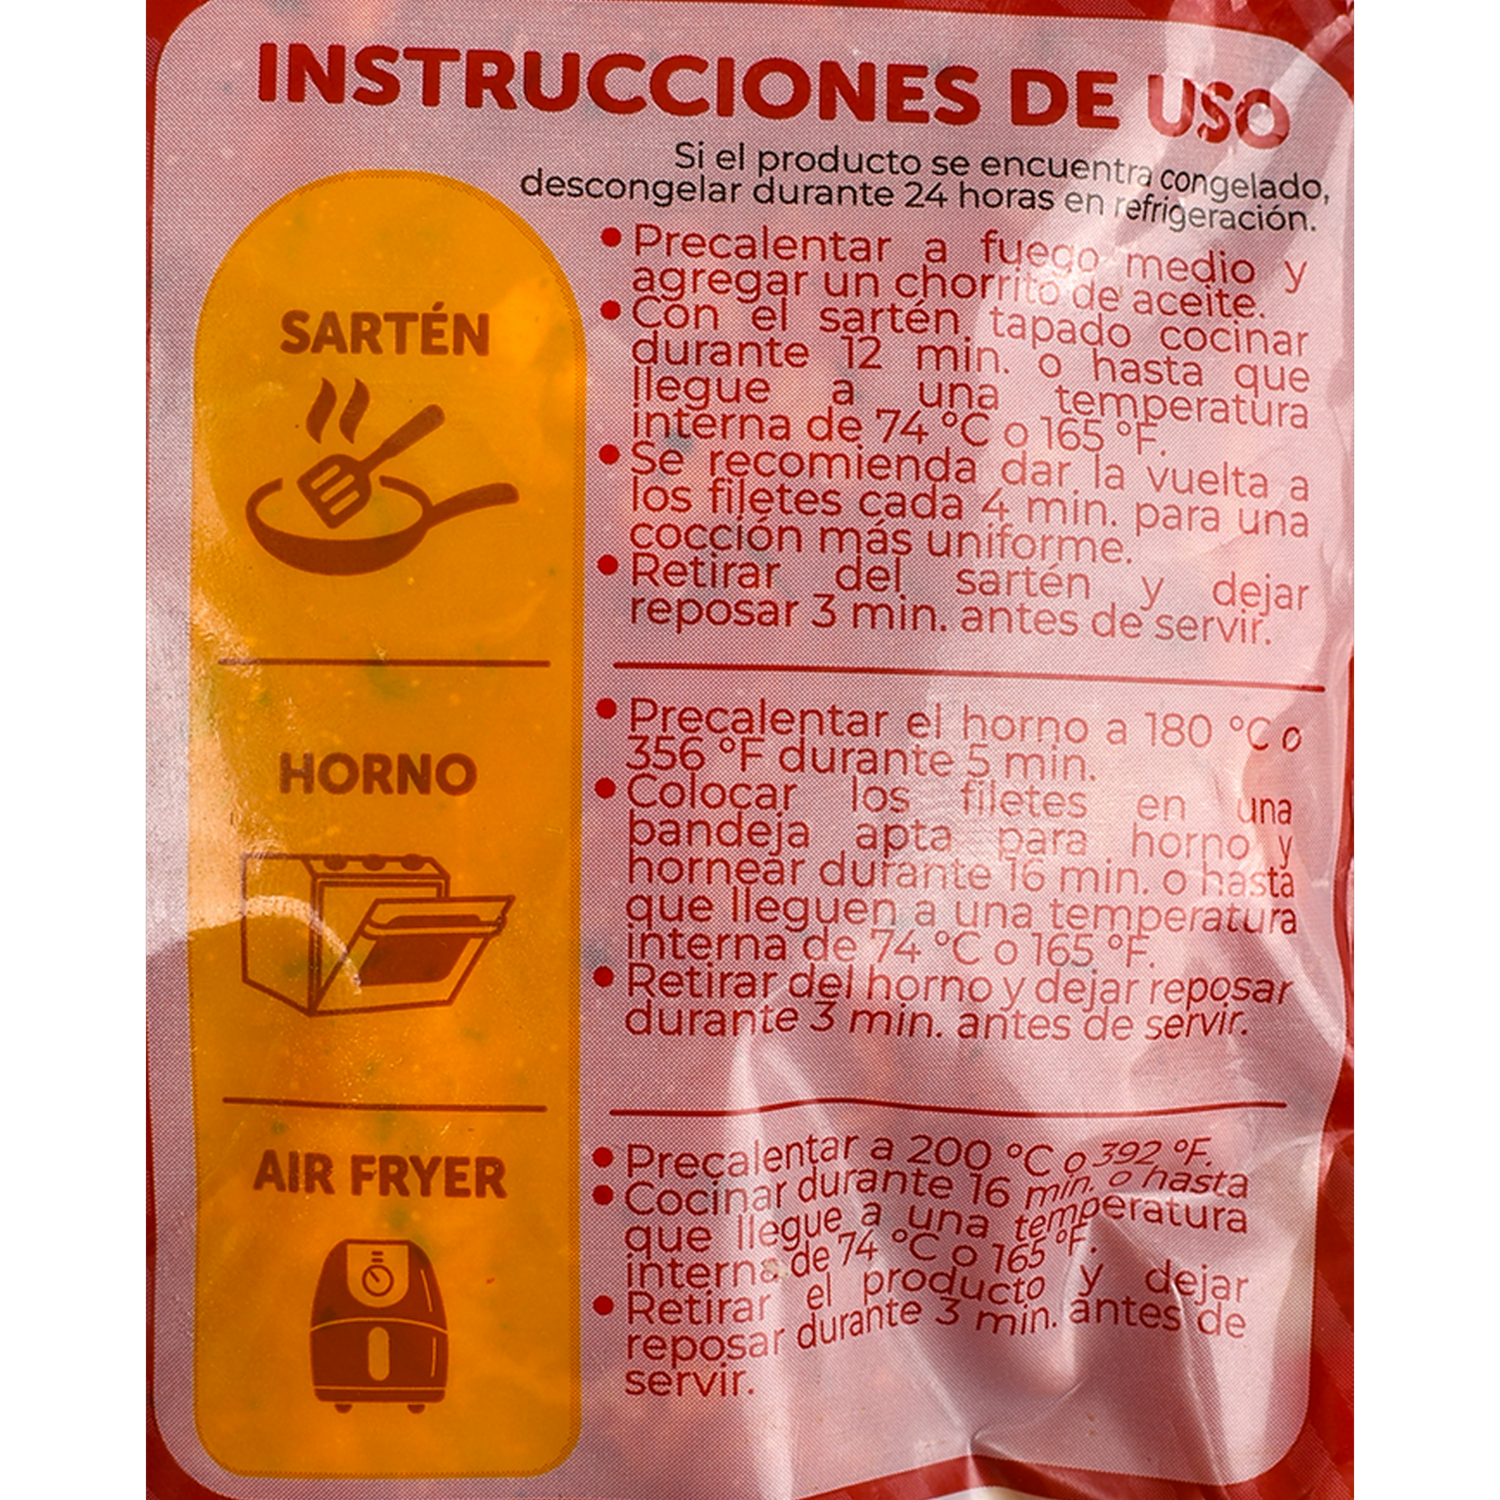 INSTRUCCIONES DE USO
Si el producto se encuentra congelado,
descongelar durante 24 horas en refrigeración.
SARTÉN
• Precalentar a fuego medio y
agregar un chorrito de aceite.
• Con el sartén tapado cocinar
durante 12 min. o hasta que
llegue a una temperatura
interna de 74 °C o 165 °F.
• Se recomienda dar la vuelta a
los filetes cada 4 min. para una
cocción más uniforme.
• Retirar del sartén y dejar
reposar 3 min. antes de servir.
HORNO
• Precalentar el horno a 180 °C o
356 °F durante 5 min.
• Colocar los filetes en una
bandeja apta para horno y
hornear durante 16 min. o hasta
que lleguen a una temperatura
interna de 74 °C o 165 °F.
• Retirar del horno y dejar reposar
durante 3 min. antes de servir.
AIR FRYER
• Precalentar a 200 °C o 392 °F.
• Cocinar durante 16 min. o hasta
que llegue a una temperatura
interna de 74 °C o 165 °F.
• Retirar el producto y dejar
reposar durante 3 min. antes de
servir.